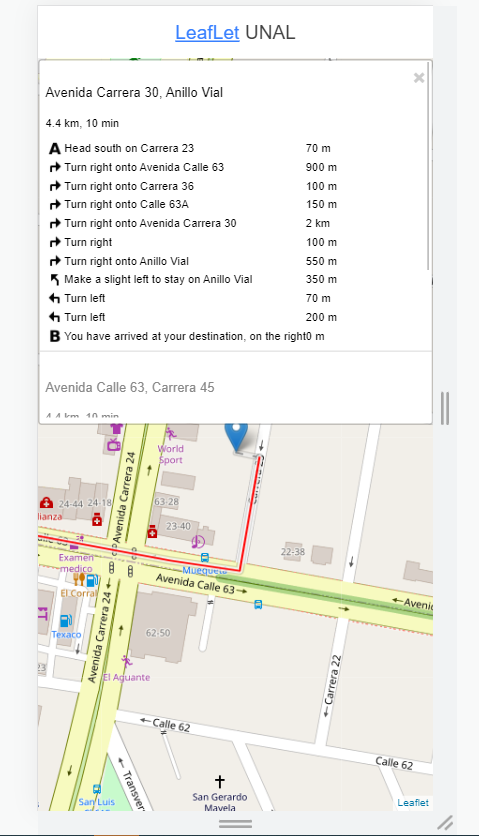 LeafLet UNAL
×
Avenida Carrera 30, Anillo Vial
4.4 km, 10 min
A Head south on Carrera 23 70 m
Turn right onto Avenida Calle 63 900 m
Turn right onto Carrera 36 100 m
Turn right onto Calle 63A 150 m
Turn right onto Avenida Carrera 30 2 km
Turn right 100 m
Turn right onto Anillo Vial 550 m
Make a slight left to stay on Anillo Vial 350 m
Turn left 70 m
Turn left 200 m
B You have arrived at your destination, on the right 0 m
Avenida Calle 63, Carrera 45
4.4 km, 10 min
World
Sport
Avenida Carrera 24
24-44
24-18
63-28
lianza
23-40
22-38
Examen
medico
Muequeta
Avenida Calle 63
El Corral
Texaco
Avenida Carrera 24
62-50
El Aguante
Carrera 22
Calle 62
Calle 62
San Luis
San Gerardo
Mayela
Leaflet